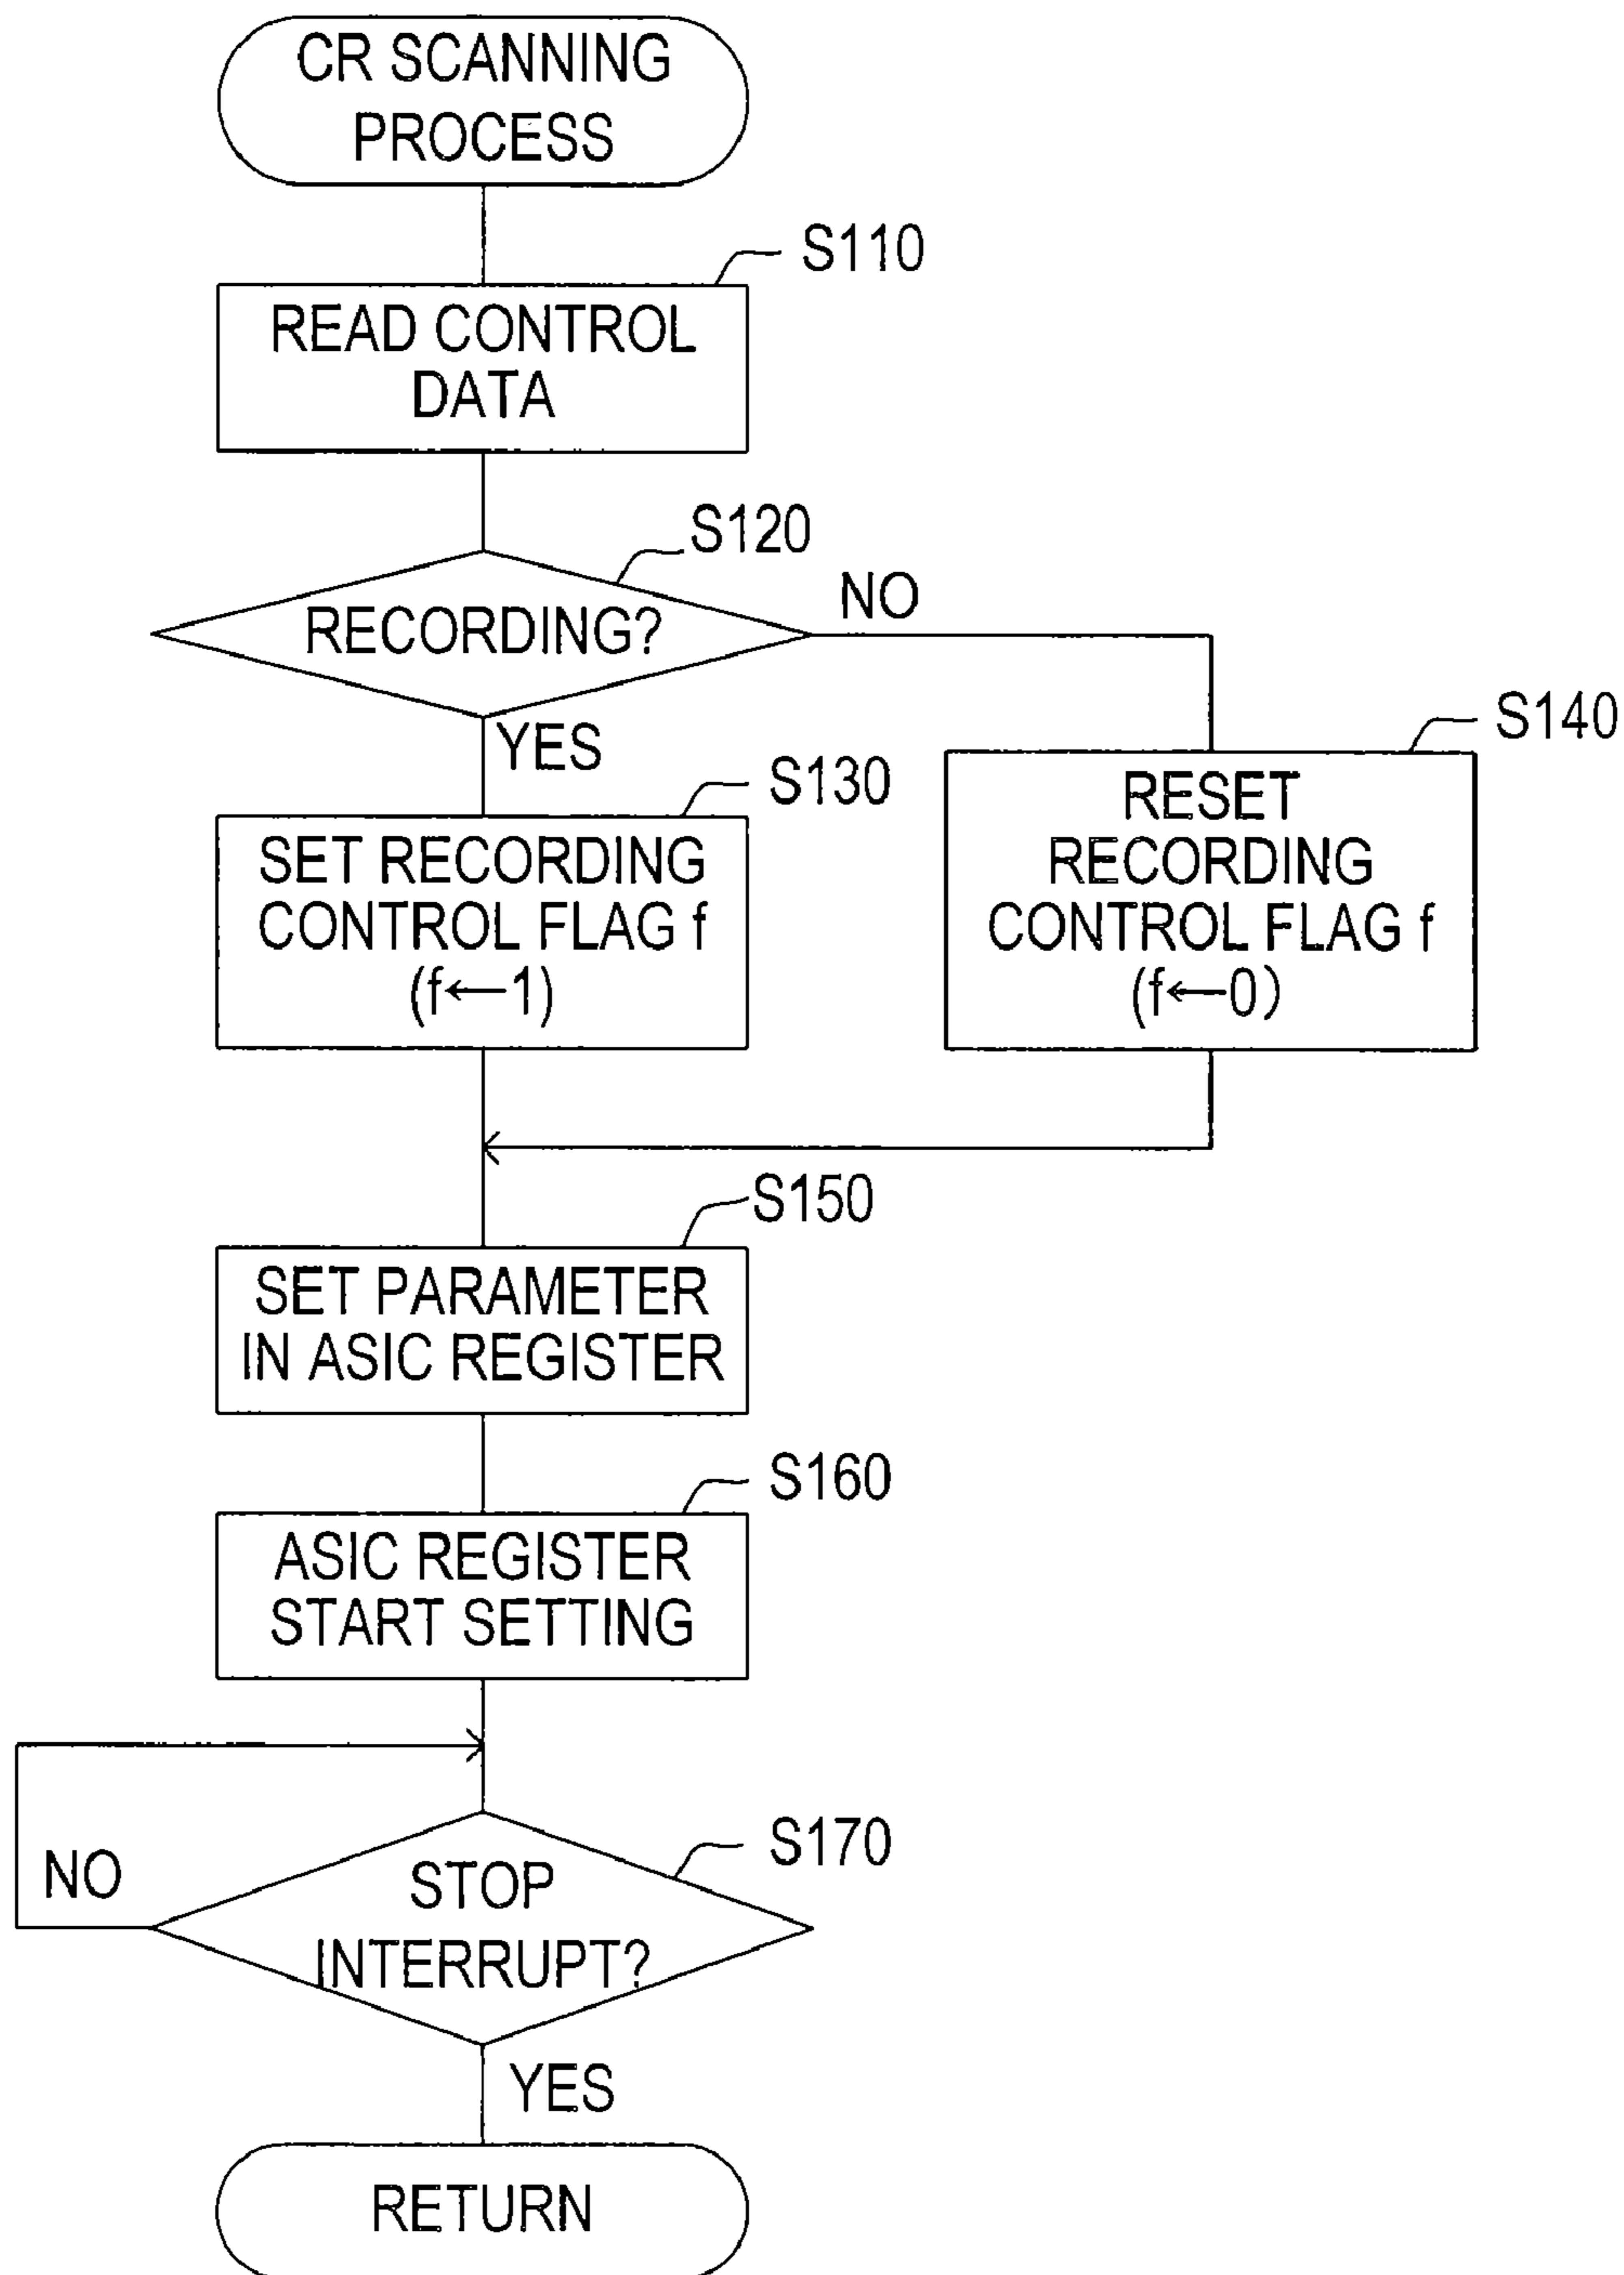 CR SCANNING
PROCESS
S110
READ CONTROL
DATA
S120
RECORDING?
NO
YES
S130
SET RECORDING
CONTROL FLAG f
(f←1)
S140
RESET
RECORDING
CONTROL FLAG f
(f←0)
S150
SET PARAMETER
IN ASIC REGISTER
S160
ASIC REGISTER
START SETTING
S170
NO
STOP
INTERRUPT?
YES
RETURN